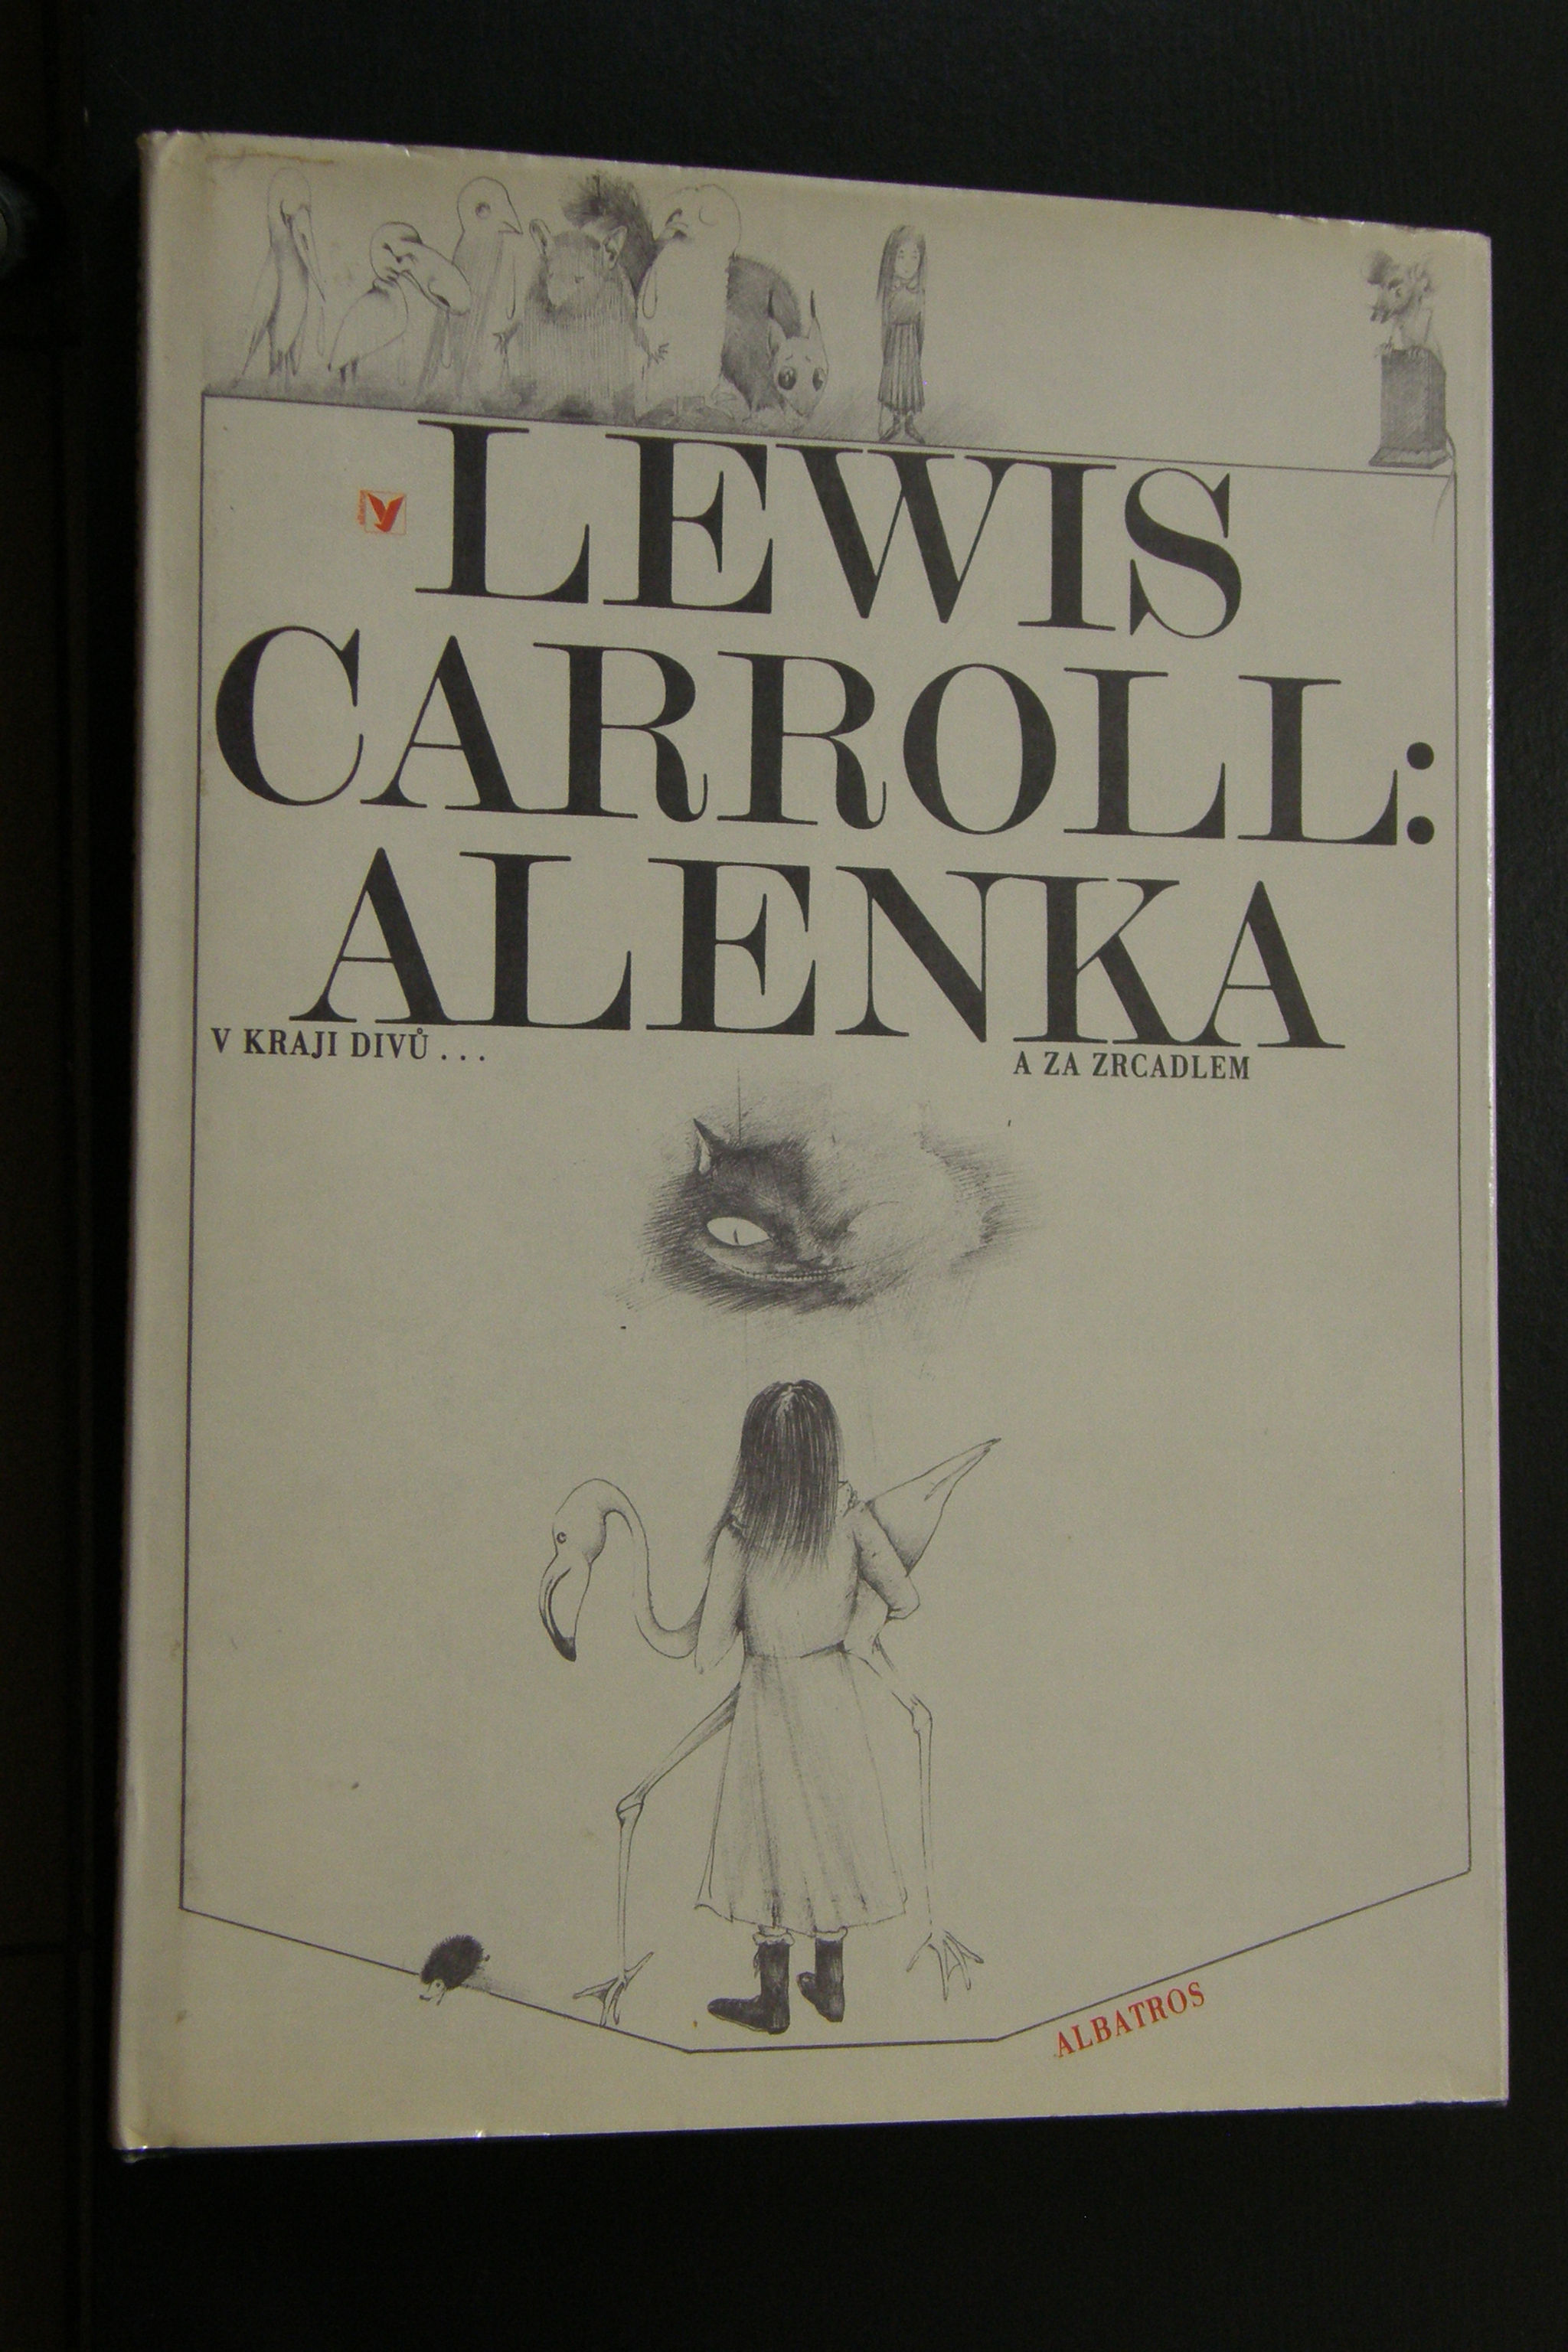 LEWIS
CARROLL:
ALENKA
V KRAJI DIVŮ...
A ZA ZRCADLEM
ALBATROS